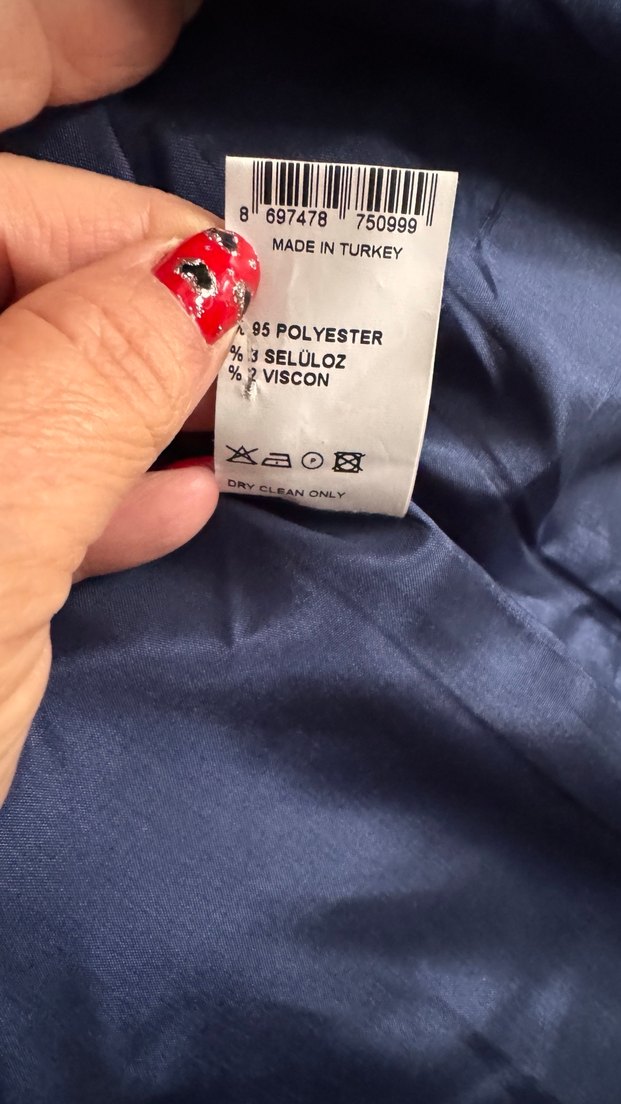 8 697478 750999
MADE IN TURKEY
% 95 POLYESTER
% 3 SELÜLOZ
% 2 VISCON
P
DRY CLEAN ONLY